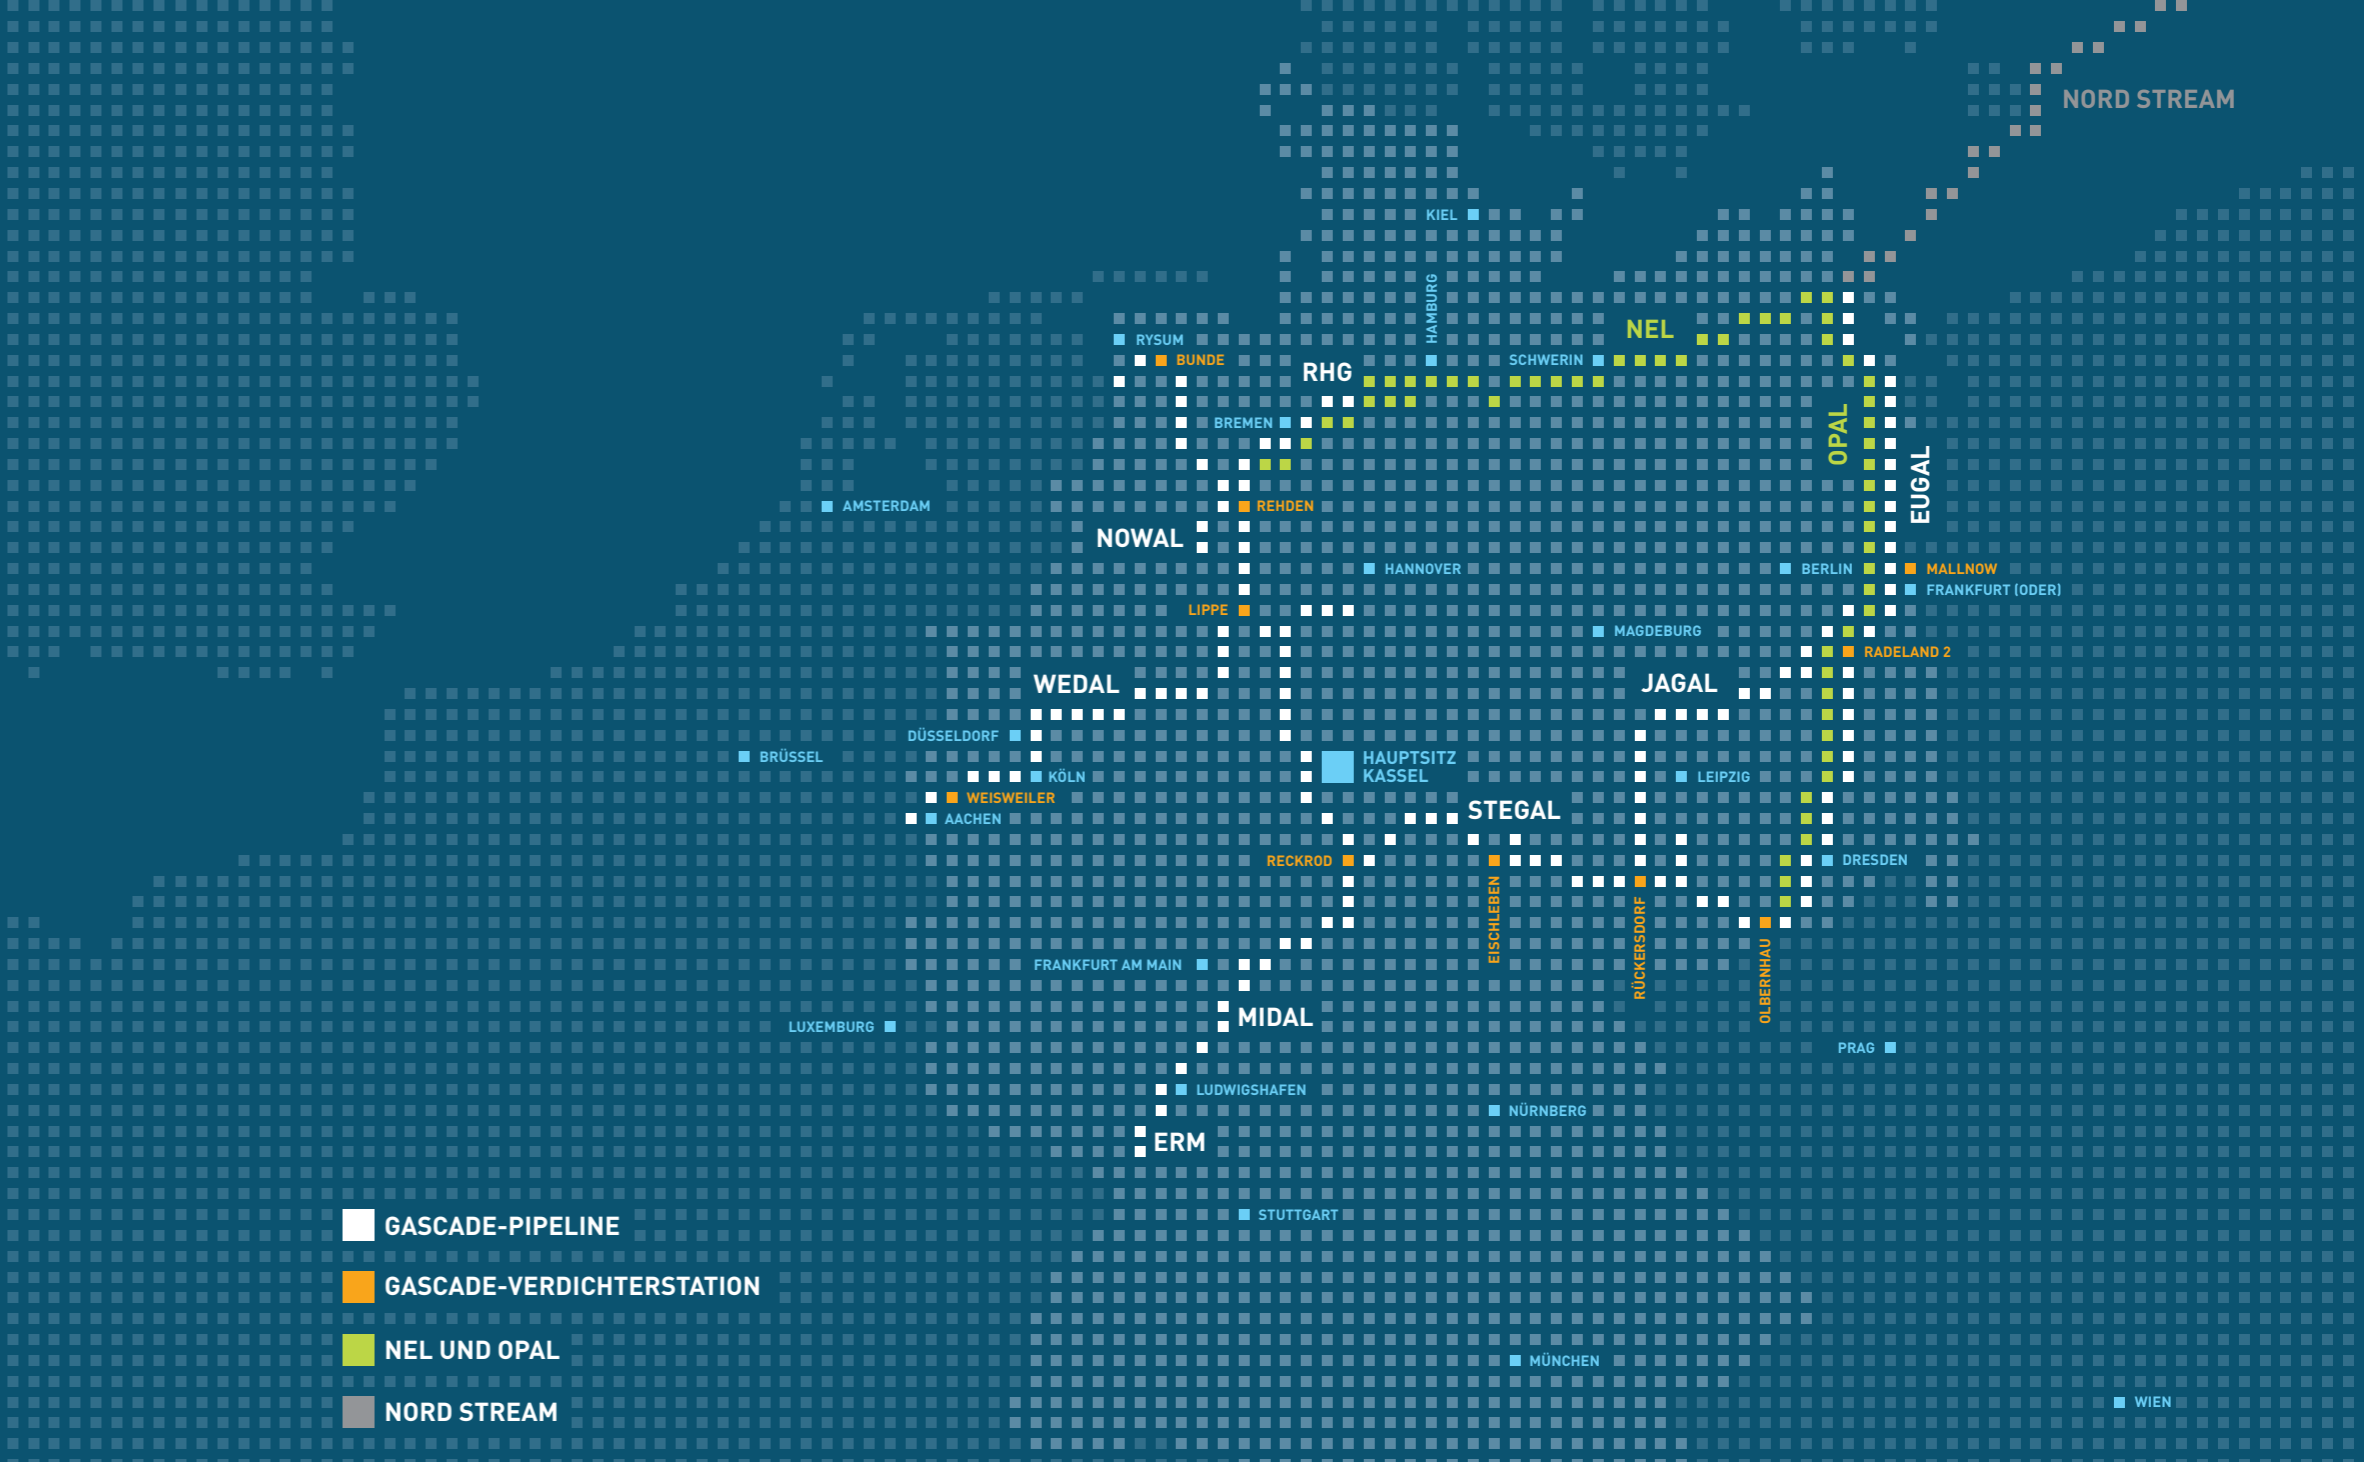 NORD STREAM
KIEL
HAMBURG
NEL
RYSUM
BUNDE
SCHWERIN
RHG
BREMEN
OPAL
EUGAL
AMSTERDAM
REHDEN
NOWAL
HANNOVER
BERLIN
MALLNOW
FRANKFURT (ODER)
LIPPE
MAGDEBURG
RADELAND 2
WEDAL
JAGAL
DÜSSELDORF
BRÜSSEL
HAUPTSITZ
KASSEL
KÖLN
LEIPZIG
WEISWEILER
STEGAL
AACHEN
RECKROD
DRESDEN
EISCHLEBEN
RÜCKERSDORF
OLBERNHAU
FRANKFURT AM MAIN
MIDAL
LUXEMBURG
PRAG
LUDWIGSHAFEN
NÜRNBERG
ERM
STUTTGART
GASCADE-PIPELINE
GASCADE-VERDICHTERSTATION
NEL UND OPAL
MÜNCHEN
WIEN
NORD STREAM